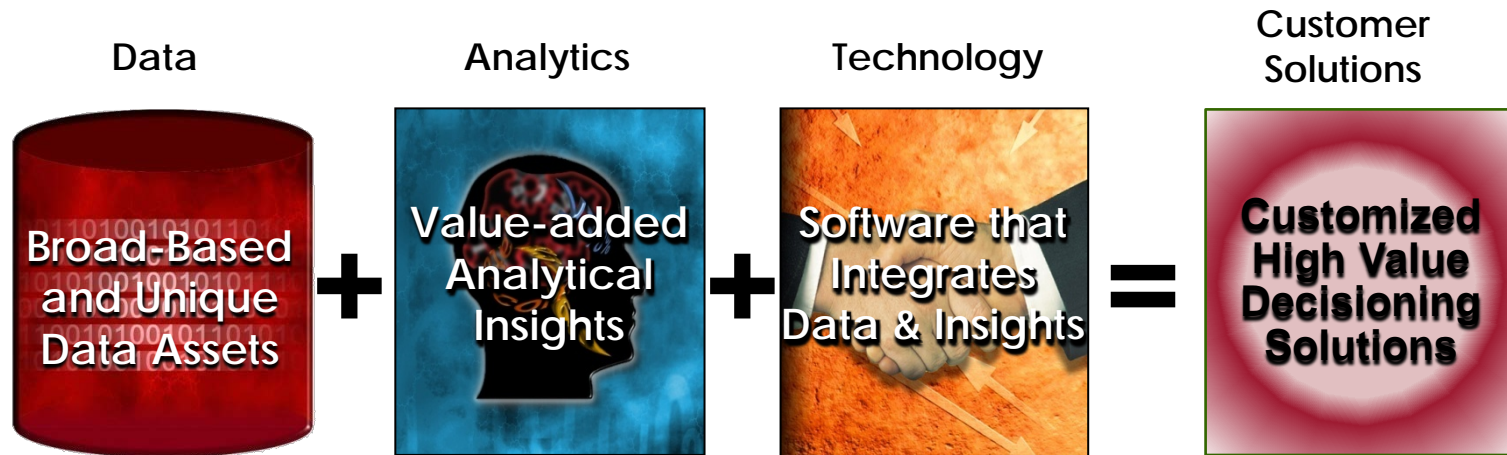 Data
Broad-Based
and Unique
Data Assets
+
Analytics
Value-added
Analytical
Insights
+
Technology
Software that
Integrates
Data & Insights
=
Customer
Solutions
Customized
High Value
Decisioning
Solutions